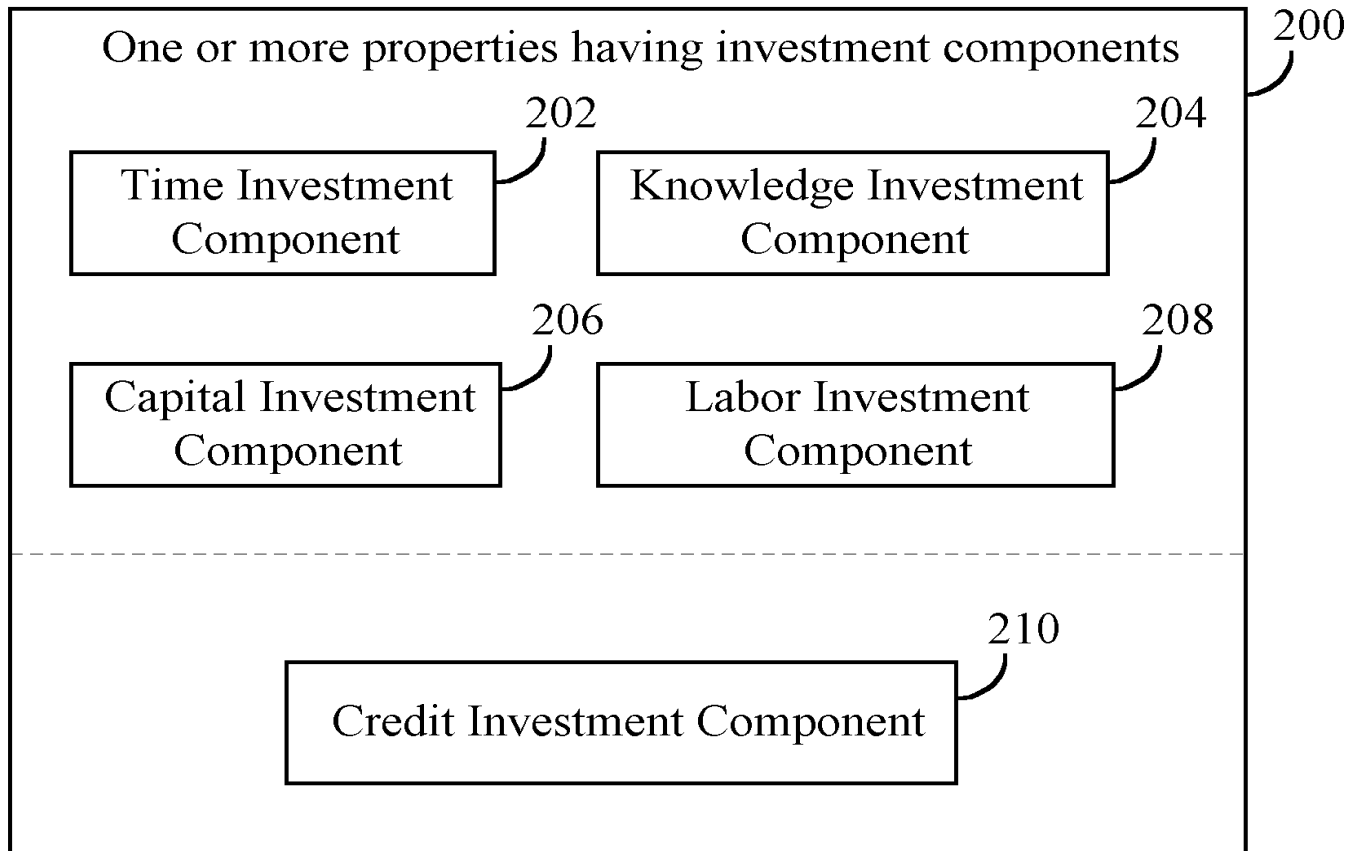 One or more properties having investment components
200
202
204
Time Investment
Component
Knowledge Investment
Component
206
208
Capital Investment
Component
Labor Investment
Component
210
Credit Investment Component